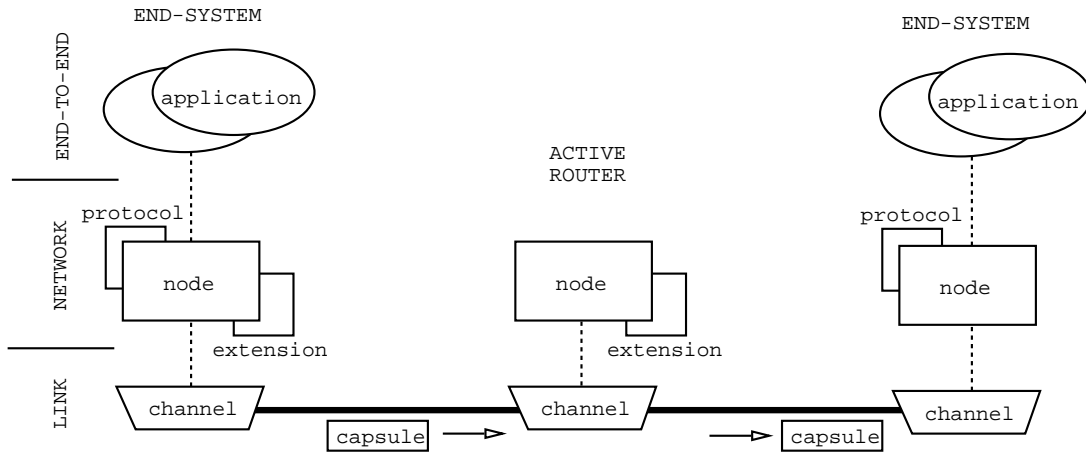 END-SYSTEM
END-SYSTEM
END-TO-END
application
application
ACTIVE
ROUTER
NETWORK
protocol
protocol
node
node
node
extension
extension
LINK
channel
channel
channel
capsule
capsule